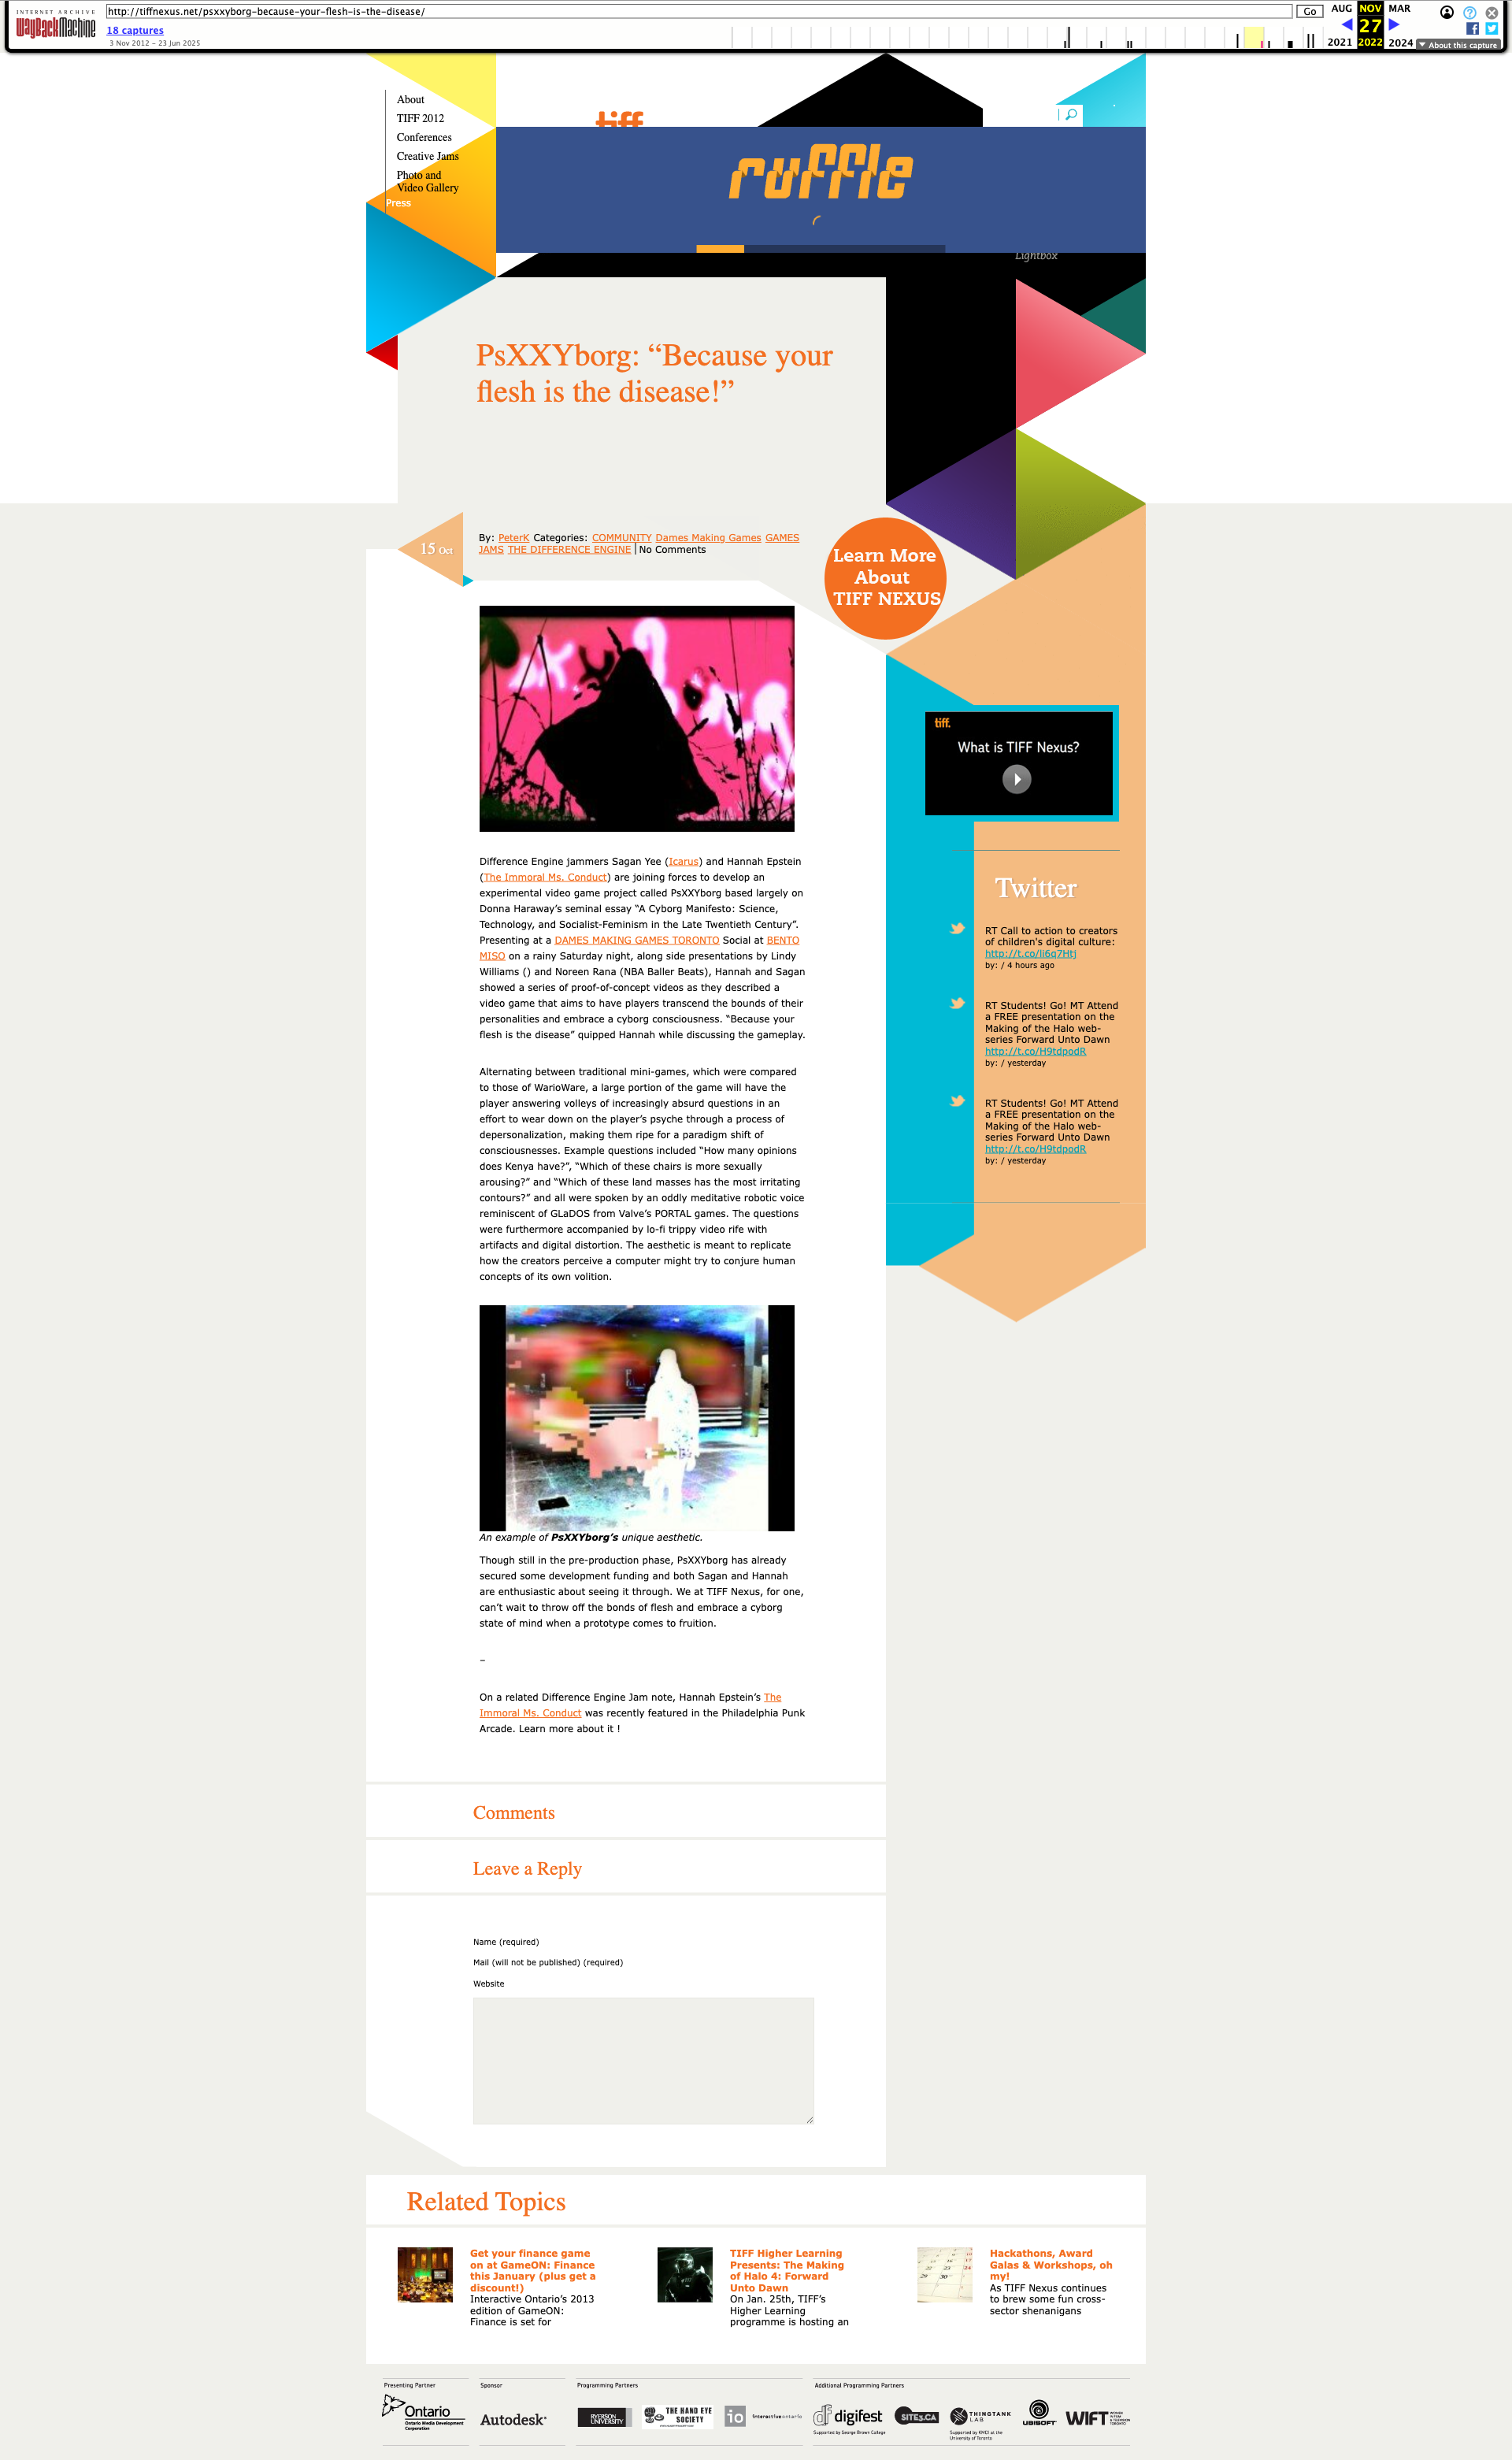 INTERNET ARCHIVE
WayBackMachine
http://tiffnexus.net/psxxyborg-because-your-flesh-is-the-disease/
Go
AUG
NOV
MAR
18 captures
27
3 Nov 2012 – 23 Jun 2025
2021
2022
2024
About this capture
About
TIFF 2012
Conferences
Creative Jams
Photo and
Video Gallery
Press
tiff
ruffle
Lightbox
PsXXYborg: “Because your
flesh is the disease!”
15 Oct
By: PeterK Categories: COMMUNITY Dames Making Games GAMES
JAMS THE DIFFERENCE ENGINE | No Comments
Learn More
About
TIFF NEXUS
Difference Engine jammers Sagan Yee (Icarus) and Hannah Epstein
(The Immoral Ms. Conduct) are joining forces to develop an
experimental video game project called PsXXYborg based largely on
Donna Haraway’s seminal essay “A Cyborg Manifesto: Science,
Technology, and Socialist-Feminism in the Late Twentieth Century”.
Presenting at a DAMES MAKING GAMES TORONTO Social at BENTO
MISO on a rainy Saturday night, along side presentations by Lindy
Williams () and Noreen Rana (NBA Baller Beats), Hannah and Sagan
showed a series of proof-of-concept videos as they described a
video game that aims to have players transcend the bounds of their
personalities and embrace a cyborg consciousness. “Because your
flesh is the disease” quipped Hannah while discussing the gameplay.
Alternating between traditional mini-games, which were compared
to those of WarioWare, a large portion of the game will have the
player answering volleys of increasingly absurd questions in an
effort to wear down on the player’s psyche through a process of
depersonalization, making them ripe for a paradigm shift of
consciousnesses. Example questions included “How many opinions
does Kenya have?”, “Which of these chairs is more sexually
arousing?” and “Which of these land masses has the most irritating
contours?” and all were spoken by an oddly meditative robotic voice
reminiscent of GLaDOS from Valve’s PORTAL games. The questions
were furthermore accompanied by lo-fi trippy video rife with
artifacts and digital distortion. The aesthetic is meant to replicate
how the creators perceive a computer might try to conjure human
concepts of its own volition.
An example of PsXXYborg’s unique aesthetic.
Though still in the pre-production phase, PsXXYborg has already
secured some development funding and both Sagan and Hannah
are enthusiastic about seeing it through. We at TIFF Nexus, for one,
can’t wait to throw off the bonds of flesh and embrace a cyborg
state of mind when a prototype comes to fruition.
–
On a related Difference Engine Jam note, Hannah Epstein’s The
Immoral Ms. Conduct was recently featured in the Philadelphia Punk
Arcade. Learn more about it !
tiff.
What is TIFF Nexus?
Twitter
RT Call to action to creators
of children's digital culture:
http://t.co/li6q7Htj
by: / 4 hours ago
RT Students! Go! MT Attend
a FREE presentation on the
Making of the Halo web-
series Forward Unto Dawn
http://t.co/H9tdpodR
by: / yesterday
RT Students! Go! MT Attend
a FREE presentation on the
Making of the Halo web-
series Forward Unto Dawn
http://t.co/H9tdpodR
by: / yesterday
Comments
Leave a Reply
Name (required)
Mail (will not be published) (required)
Website
Related Topics
Get your finance game
on at GameON: Finance
this January (plus get a
discount!)
Interactive Ontario’s 2013
edition of GameON:
Finance is set for
TIFF Higher Learning
Presents: The Making
of Halo 4: Forward
Unto Dawn
On Jan. 25th, TIFF’s
Higher Learning
programme is hosting an
Hackathons, Award
Galas & Workshops, oh
my!
As TIFF Nexus continues
to brew some fun cross-
sector shenanigans
Presenting Partner
Ontario
Ontario Media Development
Corporation
Sponsor
Autodesk
Programming Partners
RYERSON
UNIVERSITY
THE HAND EYE
SOCIETY
io
interactiveontario
Additional Programming Partners
df digifest
Supported by George Brown College
SITE3.CA
THINGTANK
LAB
Supported by KMDI at the
University of Toronto
UBISOFT
WIFT